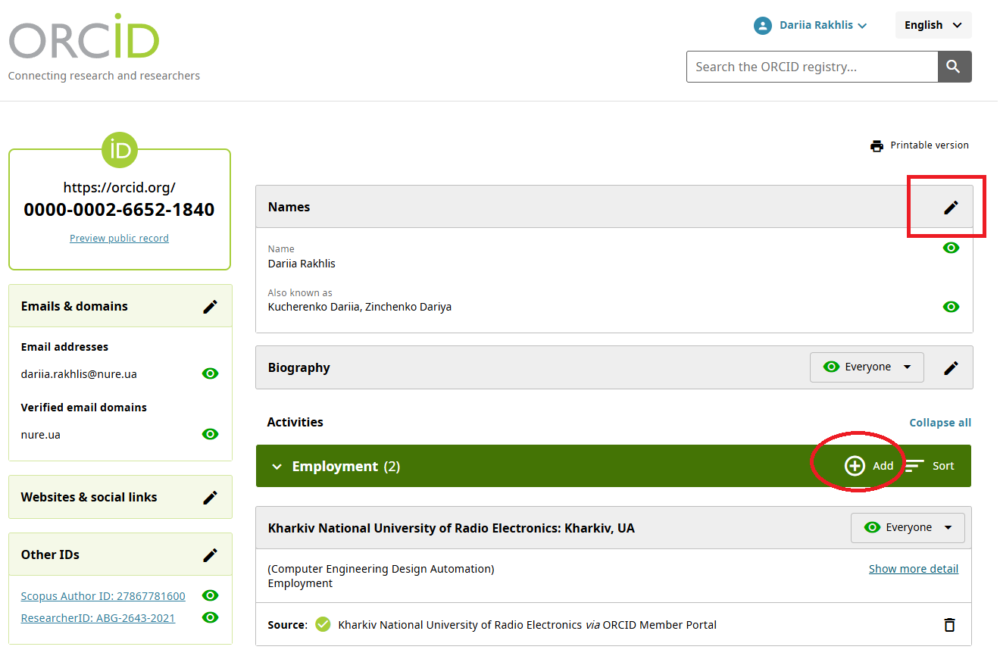 ORCID
Connecting research and researchers
Dariia Rakhlis
English
Search the ORCID registry...
Printable version
iD
https://orcid.org/
0000-0002-6652-1840
Preview public record
Emails & domains
Email addresses
dariia.rakhlis@nure.ua
Verified email domains
nure.ua
Websites & social links
Other IDs
Scopus Author ID: 27867781600
ResearcherID: ABG-2643-2021
Names
Name
Dariia Rakhlis
Also known as
Kucherenko Dariia, Zinchenko Dariya
Biography
Everyone
Activities
Collapse all
Employment (2)
Add
Sort
Kharkiv National University of Radio Electronics: Kharkiv, UA
Everyone
(Computer Engineering Design Automation)
Show more detail
Employment
Source: Kharkiv National University of Radio Electronics via ORCID Member Portal